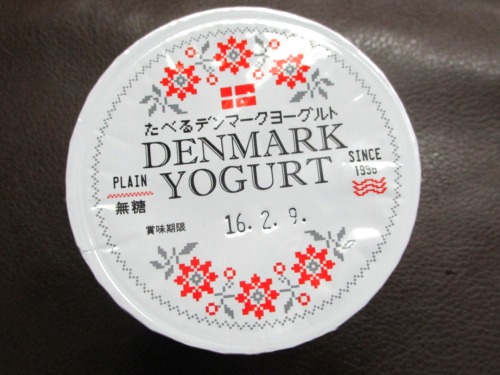 たべるデンマークヨーグルト
DENMARK
YOGURT
PLAIN
無糖
SINCE
1996
賞味期限
16.2.9.